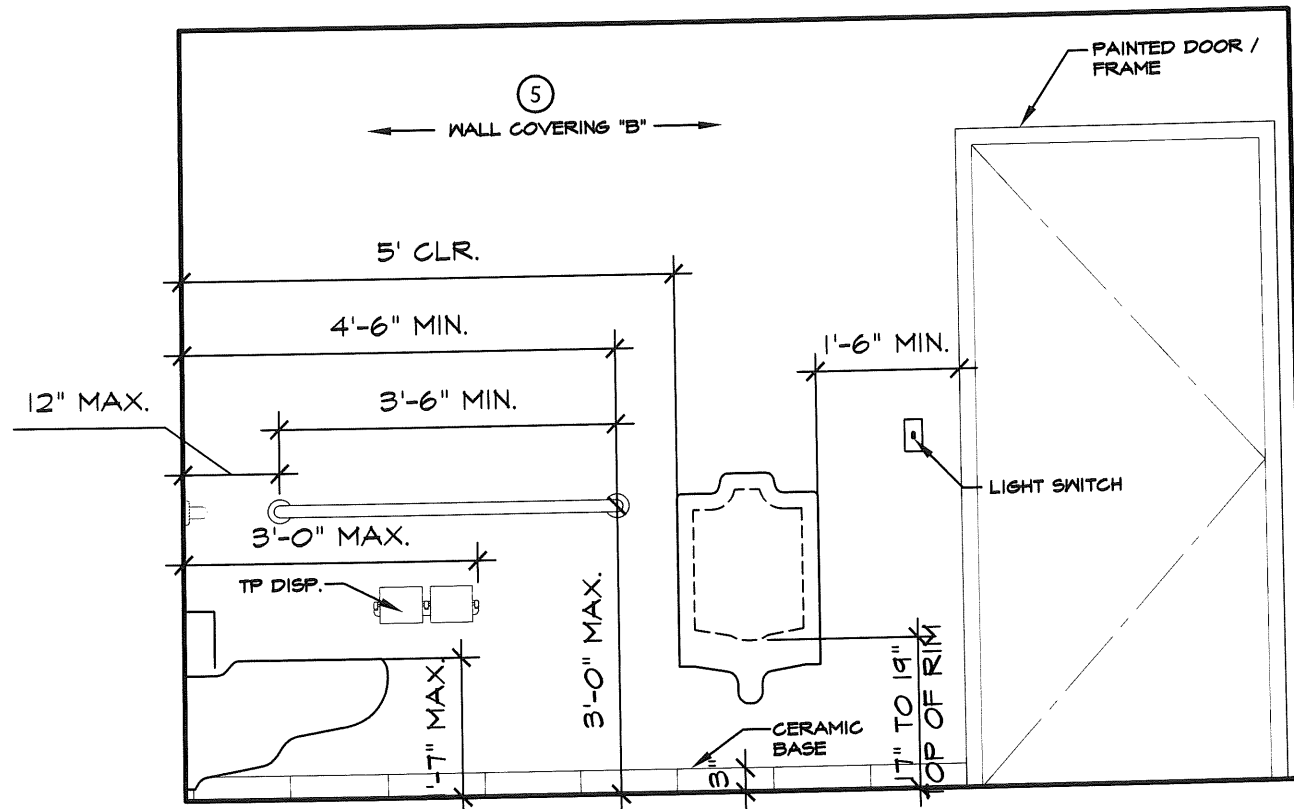 PAINTED DOOR /
FRAME
5
WALL COVERING "B"
5' CLR.
4'-6" MIN.
1'-6" MIN.
12" MAX.
3'-6" MIN.
LIGHT SWITCH
3'-0" MAX.
TP DISP.
1'-7" MAX.
3'-0" MAX.
17" TO 19"
TOP OF RIM
CERAMIC
BASE
3"